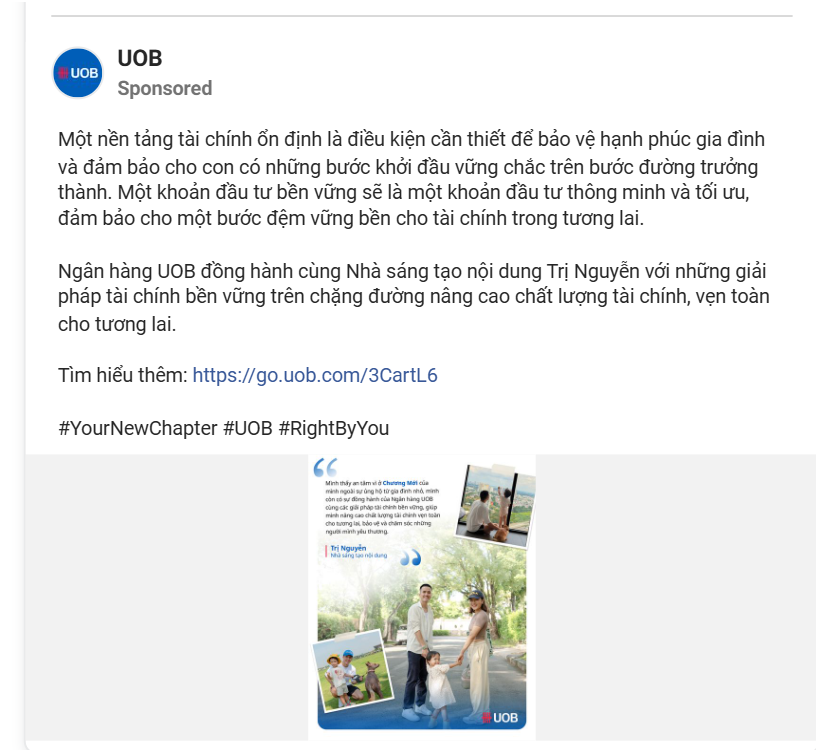 UOB
UOB
Sponsored
Một nền tảng tài chính ổn định là điều kiện cần thiết để bảo vệ hạnh phúc gia đình
và đảm bảo cho con có những bước khởi đầu vững chắc trên bước đường trưởng
thành. Một khoản đầu tư bền vững sẽ là một khoản đầu tư thông minh và tối ưu,
đảm bảo cho một bước đệm vững bền cho tài chính trong tương lai.
Ngân hàng UOB đồng hành cùng Nhà sáng tạo nội dung Trị Nguyễn với những giải
pháp tài chính bền vững trên chặng đường nâng cao chất lượng tài chính, vẹn toàn
cho tương lai.
Tìm hiểu thêm: https://go.uob.com/3CartL6
#YourNewChapter #UOB #RightByYou
Mình thấy an tâm vì ở Chương Mới của
mình ngoài sự ủng hộ từ gia đình nhỏ, mình
còn có sự đồng hành của Ngân hàng UOB
cùng các giải pháp tài chính bền vững, giúp
mình nâng cao chất lượng tài chính vẹn toàn
cho tương lai, bảo vệ và chăm sóc những
người mình yêu thương.
Trị Nguyễn
Nhà sáng tạo nội dung
UOB